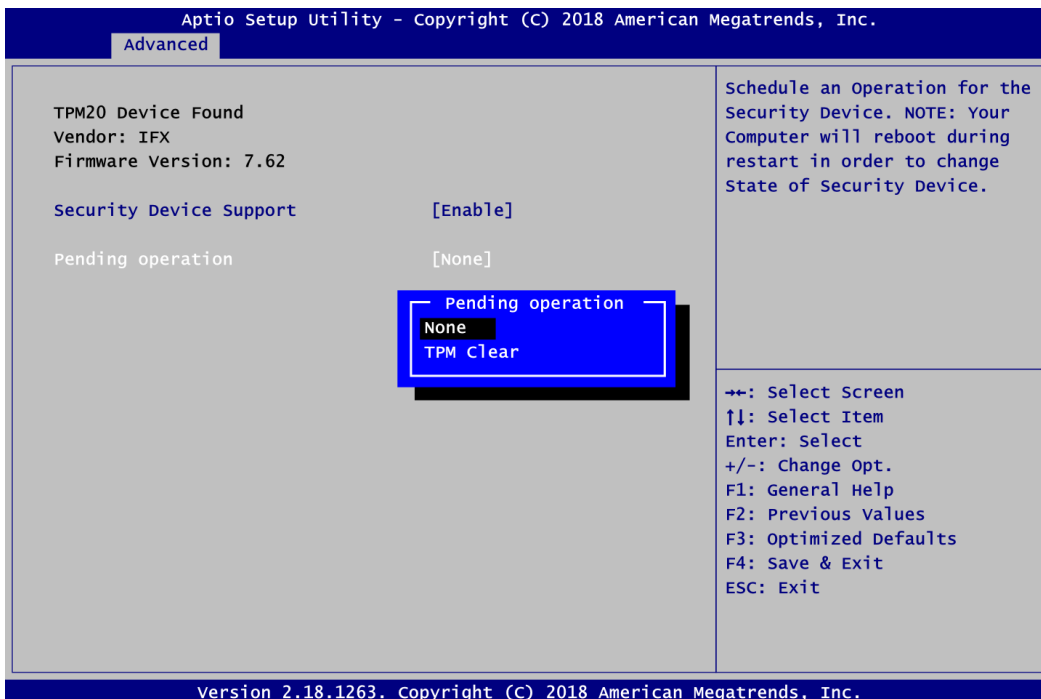 Aptio Setup Utility - Copyright (C) 2018 American Megatrends, Inc.
Advanced
TPM20 Device Found
Vendor: IFX
Firmware Version: 7.62
Security Device Support [Enable]
Pending operation [None]
Pending operation
None
TPM Clear
Schedule an Operation for the
Security Device. NOTE: Your
Computer will reboot during
restart in order to change
State of Security Device.
→←: Select Screen
↑↓: Select Item
Enter: Select
+/-: Change Opt.
F1: General Help
F2: Previous Values
F3: Optimized Defaults
F4: Save & Exit
ESC: Exit
Version 2.18.1263. Copyright (C) 2018 American Megatrends, Inc.